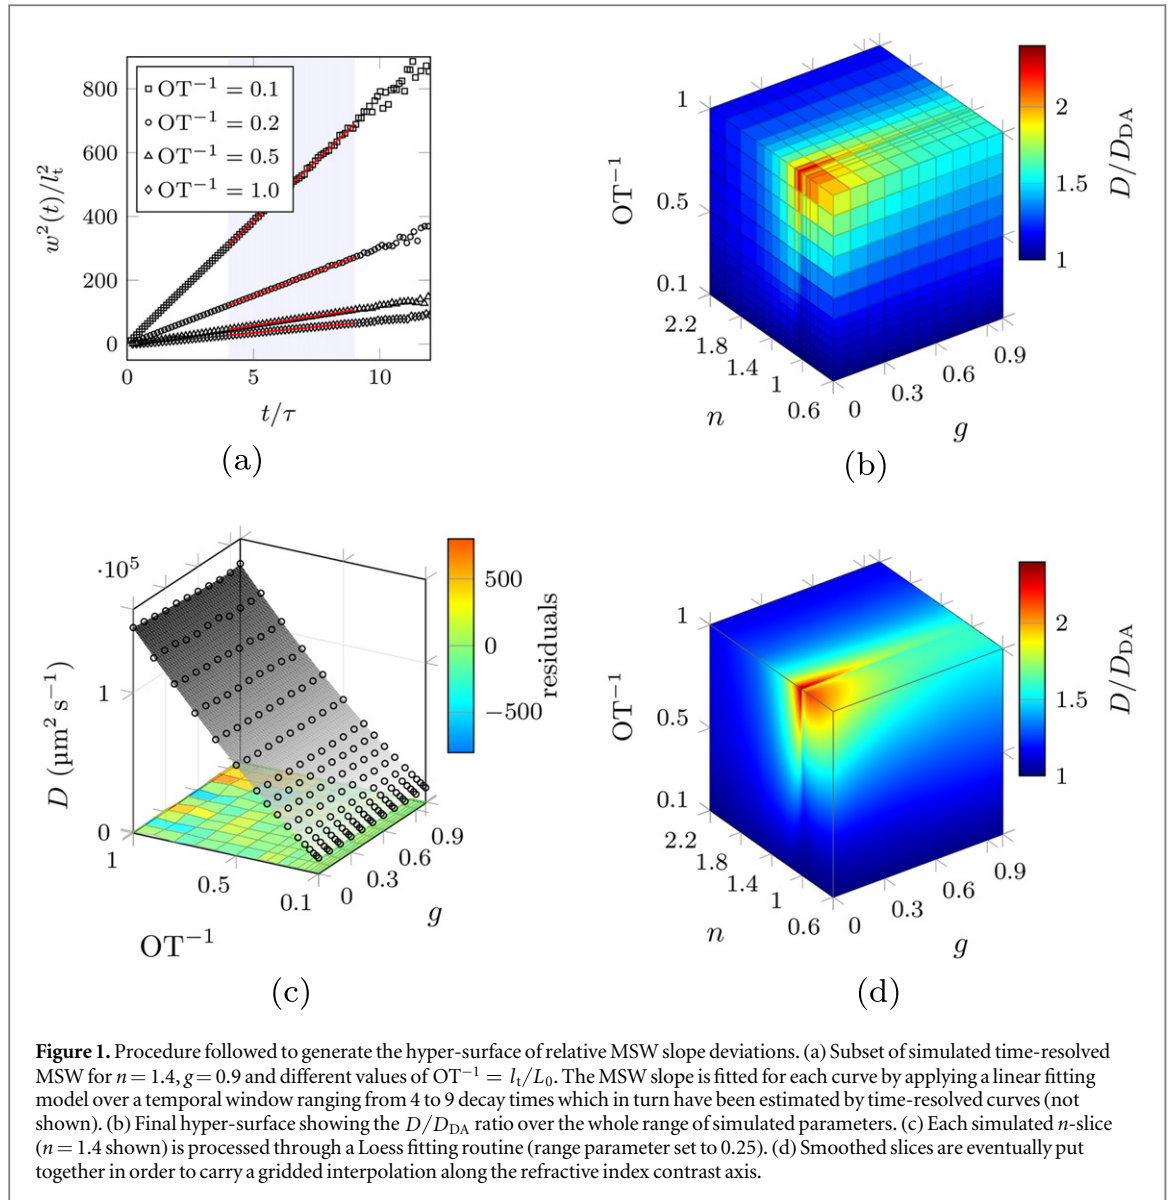 800
600
400
200
0
w²(t)/l_t²
OT⁻¹ = 0.1
OT⁻¹ = 0.2
OT⁻¹ = 0.5
OT⁻¹ = 1.0
0 5 10
t/τ
(a)
1
0.5
0.1
OT⁻¹
2.2
1.8
1.4
1
0.6
n
0
0.3
0.6
0.9
g
2
1.5
1
D/D_DA
(b)
·10⁵
1
0
D (µm² s⁻¹)
1
0.5
0.1
OT⁻¹
0
0.3
0.6
0.9
g
500
0
−500
residuals
(c)
1
0.5
0.1
OT⁻¹
2.2
1.8
1.4
1
0.6
n
0
0.3
0.6
0.9
g
2
1.5
1
D/D_DA
(d)
Figure 1. Procedure followed to generate the hyper-surface of relative MSW slope deviations. (a) Subset of simulated time-resolved
MSW for n = 1.4, g = 0.9 and different values of OT⁻¹ = l_t/L₀. The MSW slope is fitted for each curve by applying a linear fitting
model over a temporal window ranging from 4 to 9 decay times which in turn have been estimated by time-resolved curves (not
shown). (b) Final hyper-surface showing the D/D_DA ratio over the whole range of simulated parameters. (c) Each simulated n-slice
(n = 1.4 shown) is processed through a Loess fitting routine (range parameter set to 0.25). (d) Smoothed slices are eventually put
together in order to carry a gridded interpolation along the refractive index contrast axis.